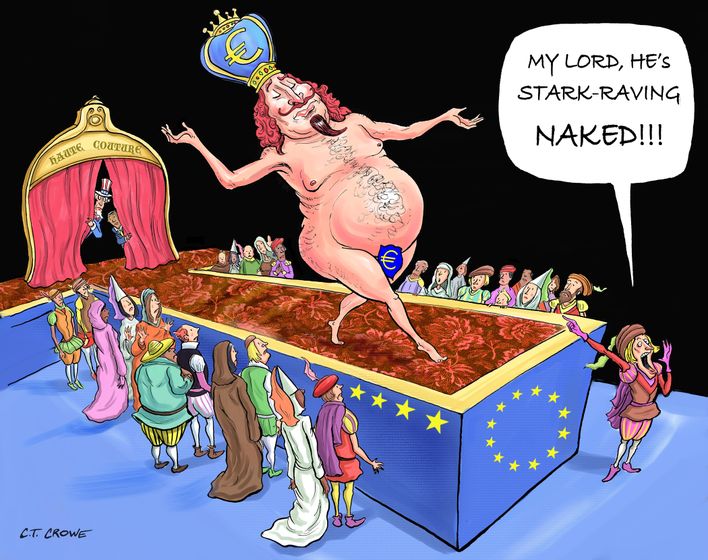 MY LORD, HE'S
STARK-RAVING
NAKED!!!
€
HAUTE COUTURE
€
C.T. CROWE